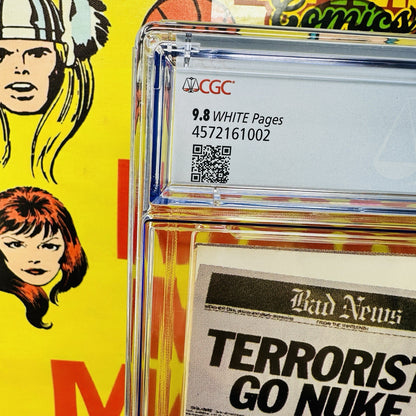 Comics
CGC
9.8 WHITE Pages
4572161002
Bad News
TERRORIST
GO NUKE